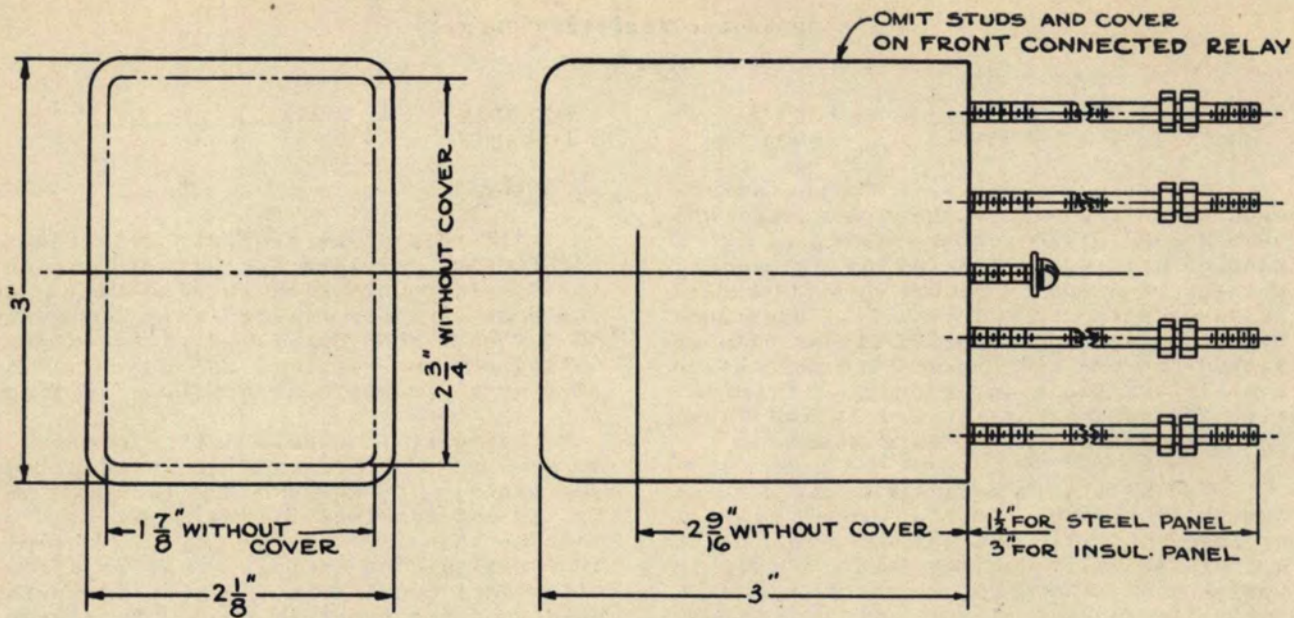 OMIT STUDS AND COVER
ON FRONT CONNECTED RELAY
3"
2 3/4" WITHOUT COVER
1 7/8" WITHOUT
COVER
2 1/8"
2 9/16" WITHOUT COVER
3"
1 1/2" FOR STEEL PANEL
3" FOR INSUL. PANEL